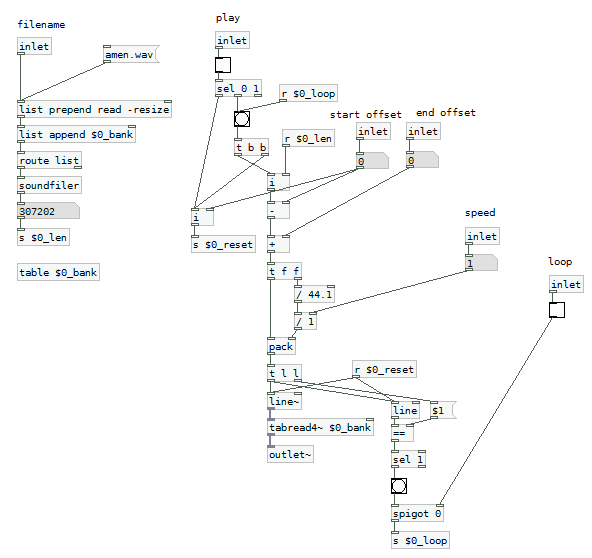 filename
inlet
amen.wav
list prepend read -resize
list append $0_bank
route list
soundfiler
307202
s $0_len
table $0_bank
play
inlet
sel 0 1
r $0_loop
t b b
r $0_len
i
-
i
s $0_reset
+
t f f
/ 44.1
/ 1
pack
t l l
r $0_reset
line~
tabread4~ $0_bank
outlet~
start offset
inlet
0
end offset
inlet
0
speed
inlet
1
loop
inlet
line
$1
==
sel 1
spigot 0
s $0_loop